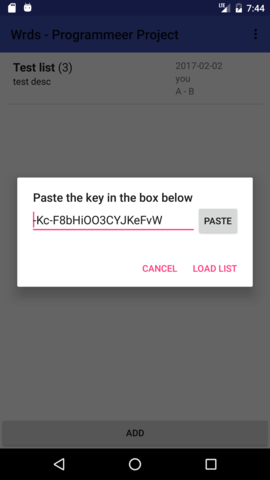 LTE 7:44
Wrds - Programmeer Project
Test list (3)
2017-02-02
test desc
you
A - B
Paste the key in the box below
-Kc-F8bHiOO3CYJKeFvW
PASTE
CANCEL LOAD LIST
ADD